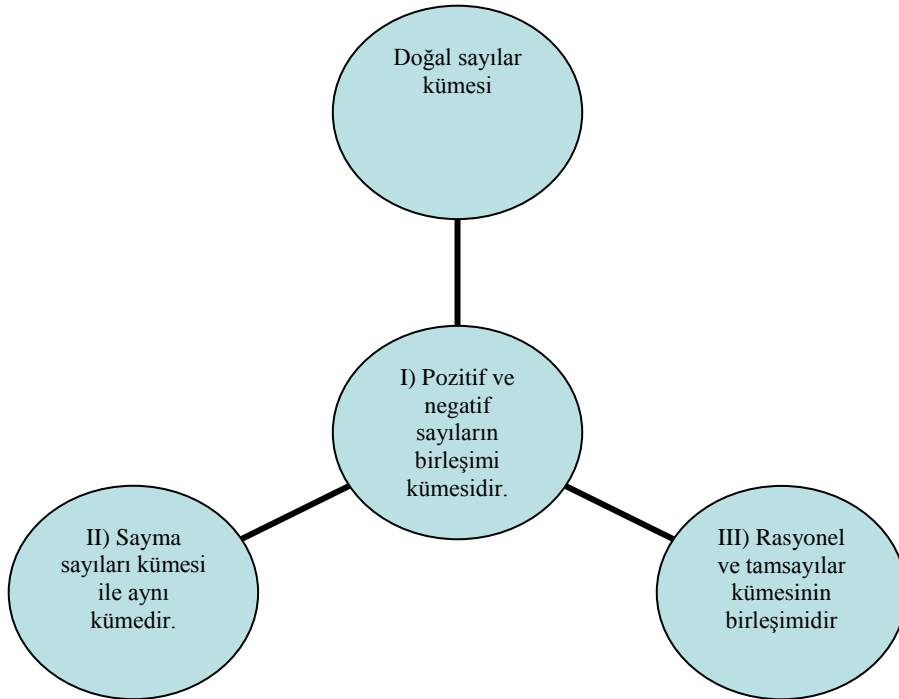 Doğal sayılar
kümesi
I) Pozitif ve
negatif
sayıların
birleşimi
kümesidir.
II) Sayma
sayıları kümesi
ile aynı
kümedir.
III) Rasyonel
ve tamsayılar
kümesinin
birleşimidir